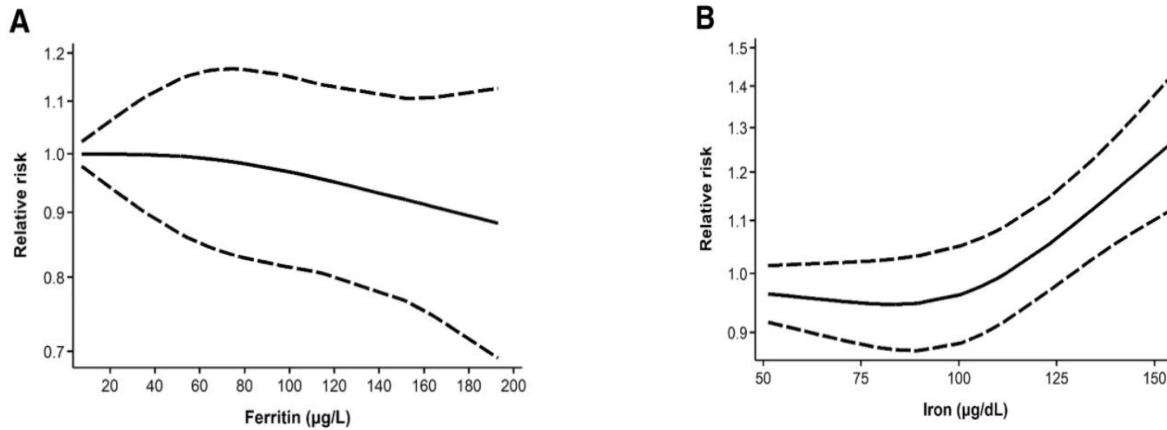 A
Relative risk
1.2
1.1
1.0
0.9
0.8
0.7
20 40 60 80 100 120 140 160 180 200
Ferritin (µg/L)
B
Relative risk
1.5
1.4
1.3
1.2
1.1
1.0
0.9
50 75 100 125 150
Iron (µg/dL)